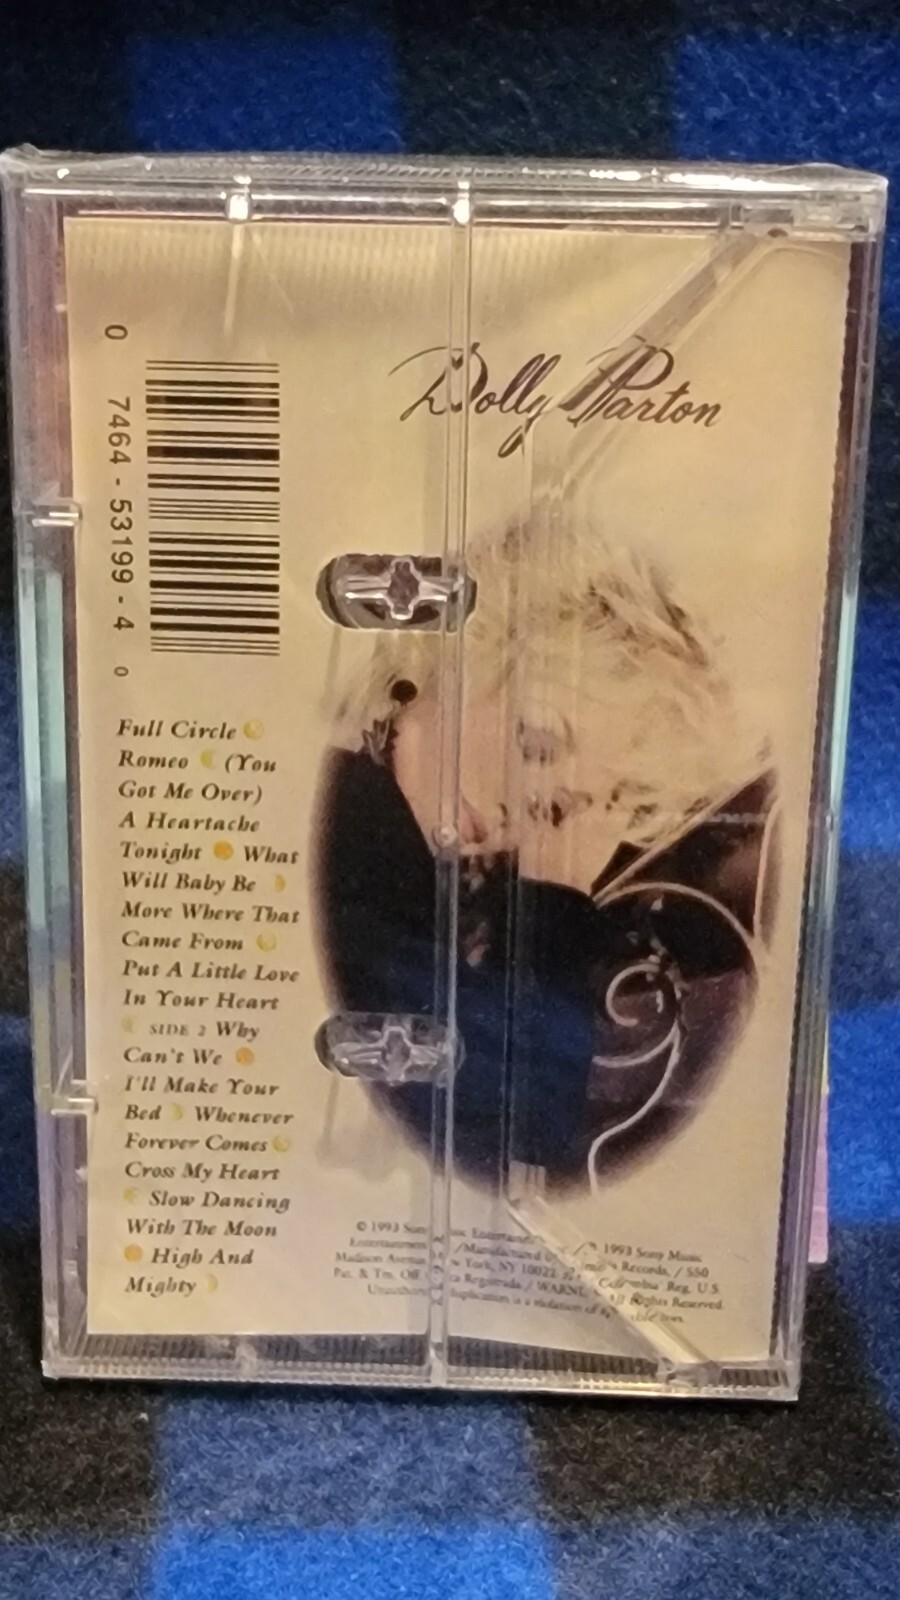 Dolly Parton
0 7464-53199-4 0
Full Circle
Romeo (You
Got Me Over)
A Heartache
Tonight What
Will Baby Be
More Where That
Came From
Put A Little Love
In Your Heart
SIDE 2 Why
Can't We
I'll Make Your
Bed Whenever
Forever Comes
Cross My Heart
Slow Dancing
With The Moon
High And
Mighty
© 1993 Sony Entertainment 1993 Sony Music
Entertainment /Manufactured Records, / 550
Madison Avenue, New York, NY 10022 Reg. U.S.
Pat. & Tm. Off. Registrada / All Rights Reserved.
duplication is a violation of